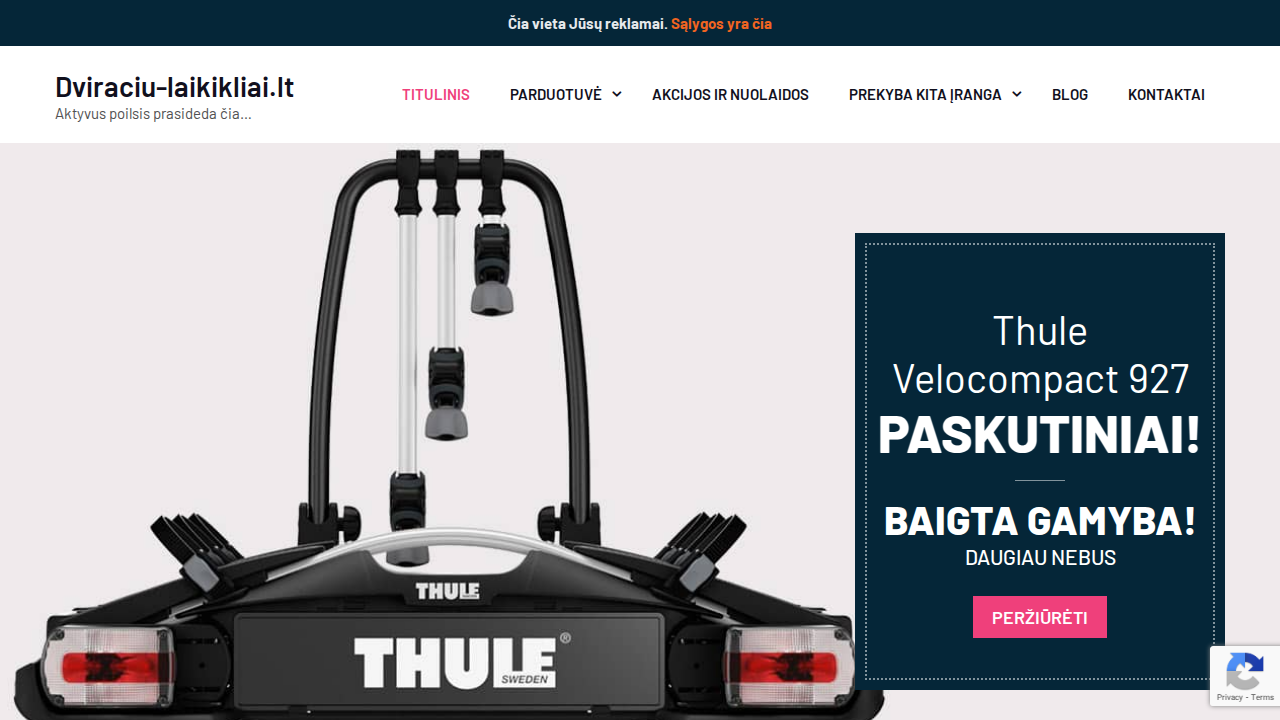 Čia vieta Jūsų reklamai. Sąlygos yra čia
Dviraciu-laikikliai.lt
Aktyvus poilsis prasideda čia...
TITULINIS
PARDUOTUVĖ
AKCIJOS IR NUOLAIDOS
PREKYBA KITA ĮRANGA
BLOG
KONTAKTAI
Thule
Velocompact 927
PASKUTINIAI!
BAIGTA GAMYBA!
DAUGIAU NEBUS
PERŽIŪRĖTI
THULE
SWEDEN
THULE®
SWEDEN
Privacy - Terms